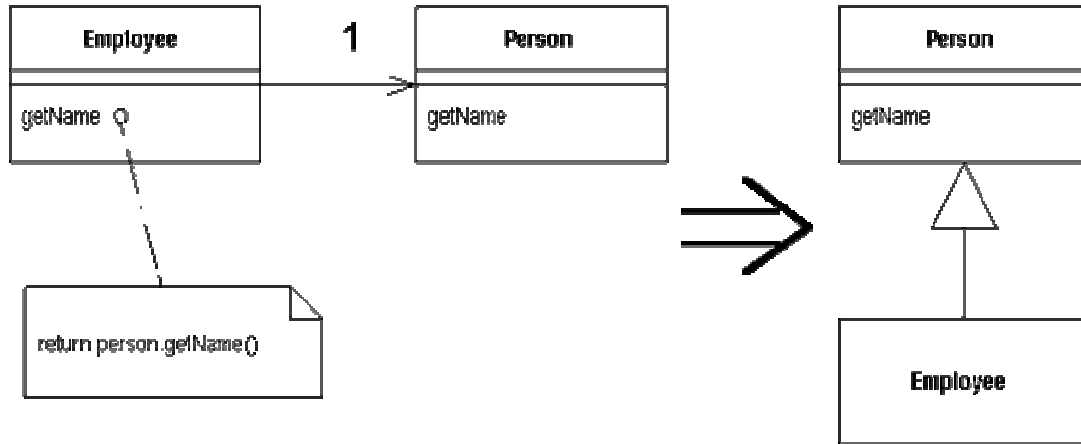 Employee
1
Person
getName
getName
return person.getName()
Person
getName
Employee